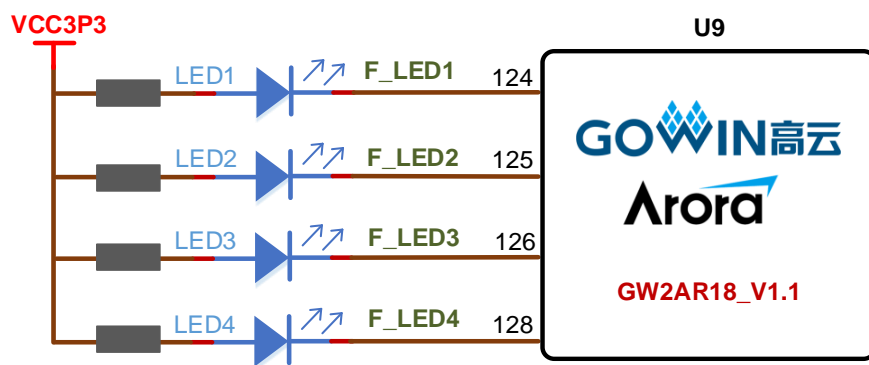 VCC3P3
U9
LED1
F_LED1
124
LED2
F_LED2
125
LED3
F_LED3
126
LED4
F_LED4
128
GOWIN高云
Arora
GW2AR18_V1.1